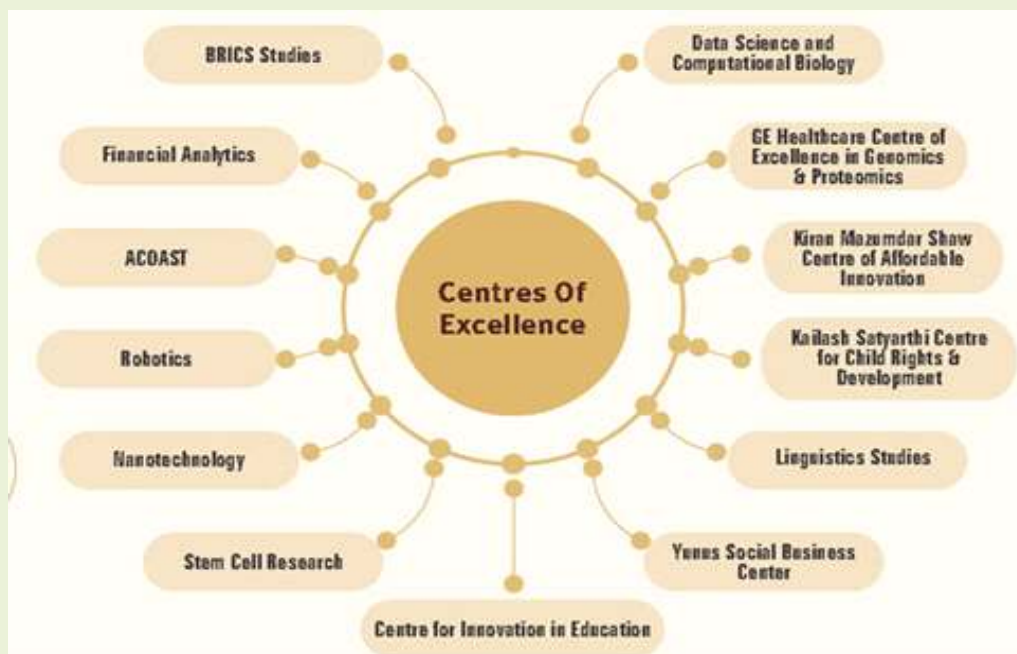 BRICS Studies
Data Science and
Computational Biology
Financial Analytics
GE Healthcare Centre of
Excellence in Genomics
& Proteomics
ACOAST
Kiran Mazumdar Shaw
Centre of Affordable
Innovation
Centres Of
Excellence
Robotics
Kailash Satyarthi Centre
for Child Rights &
Development
Nanotechnology
Linguistics Studies
Stem Cell Research
Yunus Social Business
Center
Centre for Innovation in Education